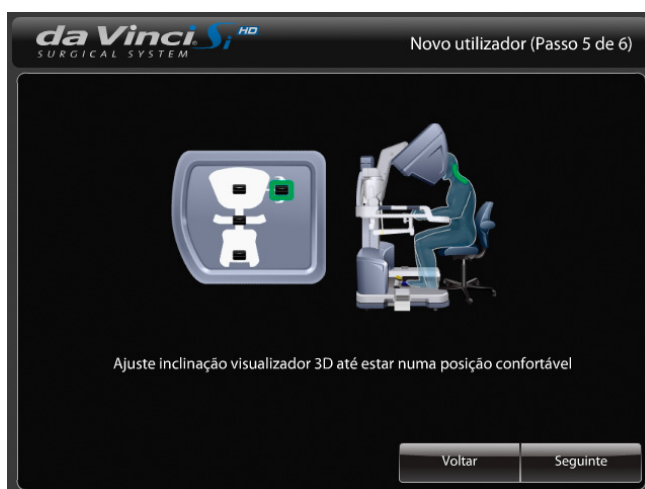 da Vinci Si HD
SURGICAL SYSTEM
Novo utilizador (Passo 5 de 6)
Ajuste inclinação visualizador 3D até estar numa posição confortável
Voltar
Seguinte